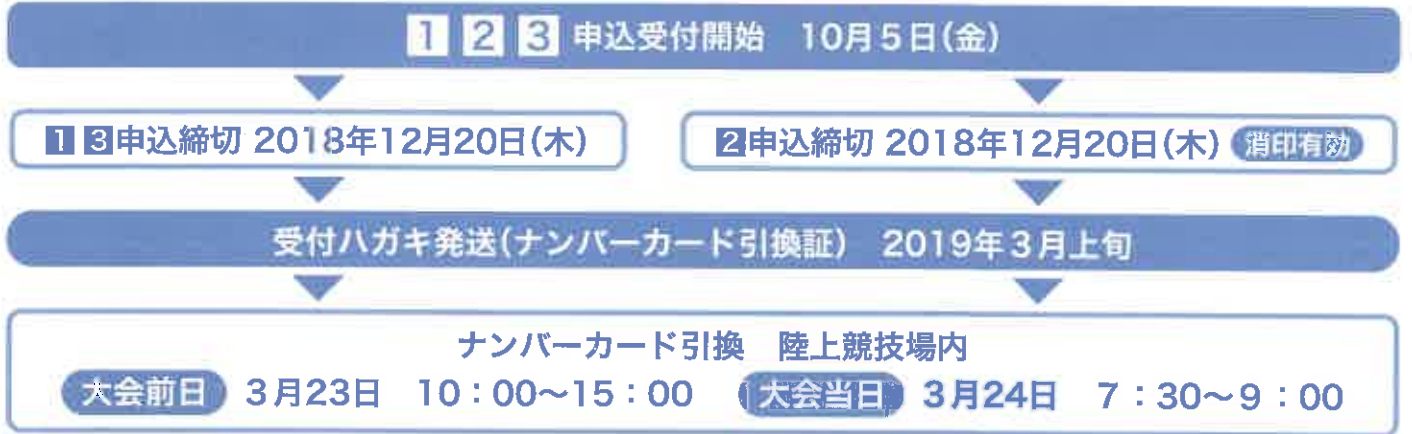 1 2 3 申込受付開始 10月5日(金)
1 3申込締切 2018年12月20日(木)
2申込締切 2018年12月20日(木) 消印有効
受付ハガキ発送(ナンバーカード引換証) 2019年3月上旬
ナンバーカード引換 陸上競技場内
大会前日 3月23日 10:00~15:00 大会当日 3月24日 7:30~9:00